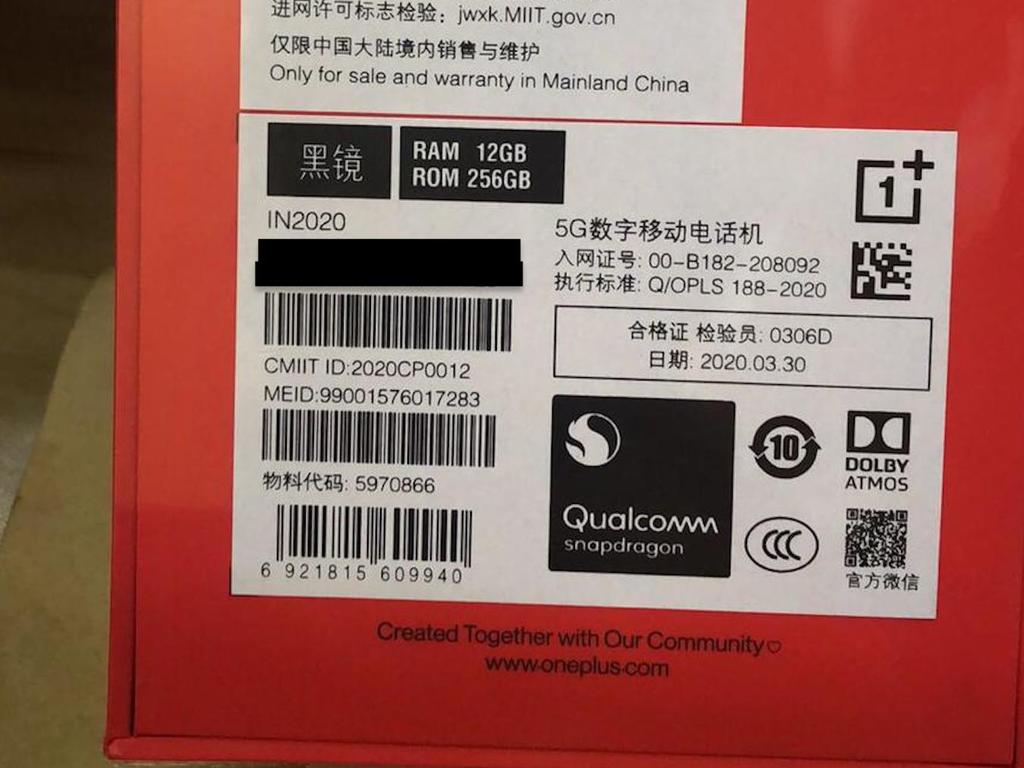 进网许可标志检验：jwxk.MIIT.gov.cn
仅限中国大陆境内销售与维护
Only for sale and warranty in Mainland China
黑镜
RAM 12GB
ROM 256GB
1+
IN2020
5G数字移动电话机
入网证号: 00-B182-208092
执行标准: Q/OPLS 188-2020
合格证 检验员: 0306D
日期: 2020.03.30
CMIIT ID:2020CP0012
MEID:99001576017283
物料代码: 5970866
6 921815 609940
Qualcomm
snapdragon
10
DOLBY
ATMOS
CCC
官方微信
Created Together with Our Community♡
www.oneplus.com